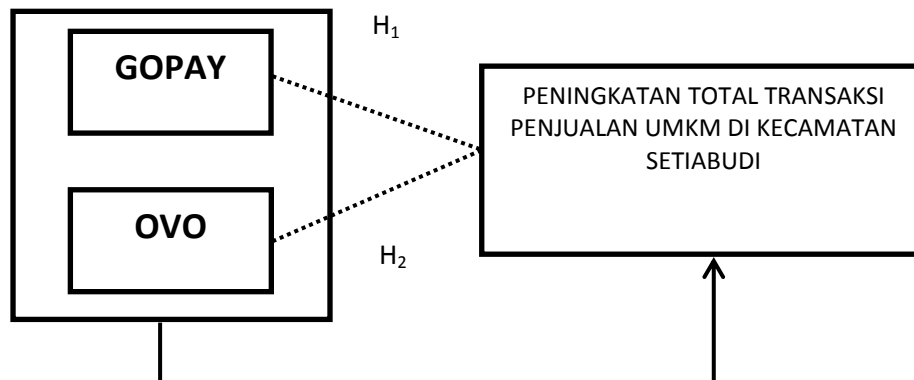 H₁
GOPAY
PENINGKATAN TOTAL TRANSAKSI
PENJUALAN UMKM DI KECAMATAN
SETIABUDI
OVO
H₂